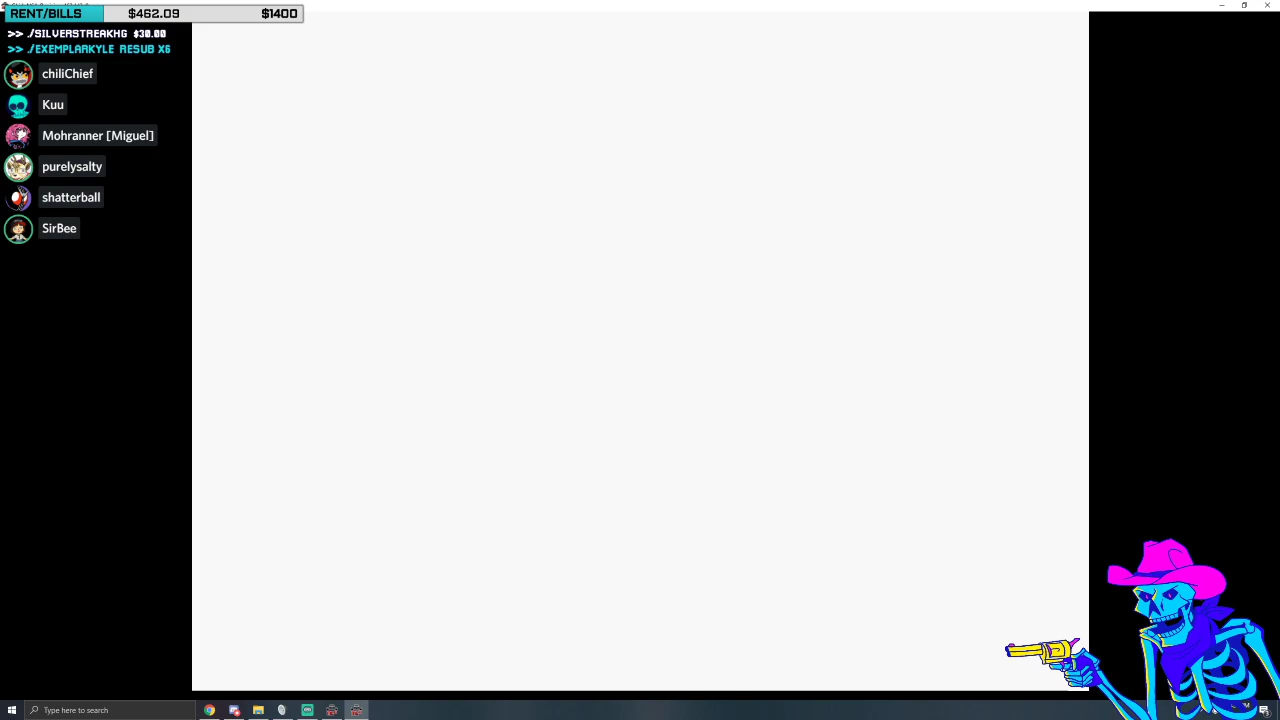 RENT/BILLS $462.09 $1400
>> ./SILVERSTREAKHG $30.00
>> ./EXEMPLARKYLE RESUB X6
chiliChief
Kuu
Mohranner [Miguel]
purelysalty
shatterball
SirBee
Type here to search